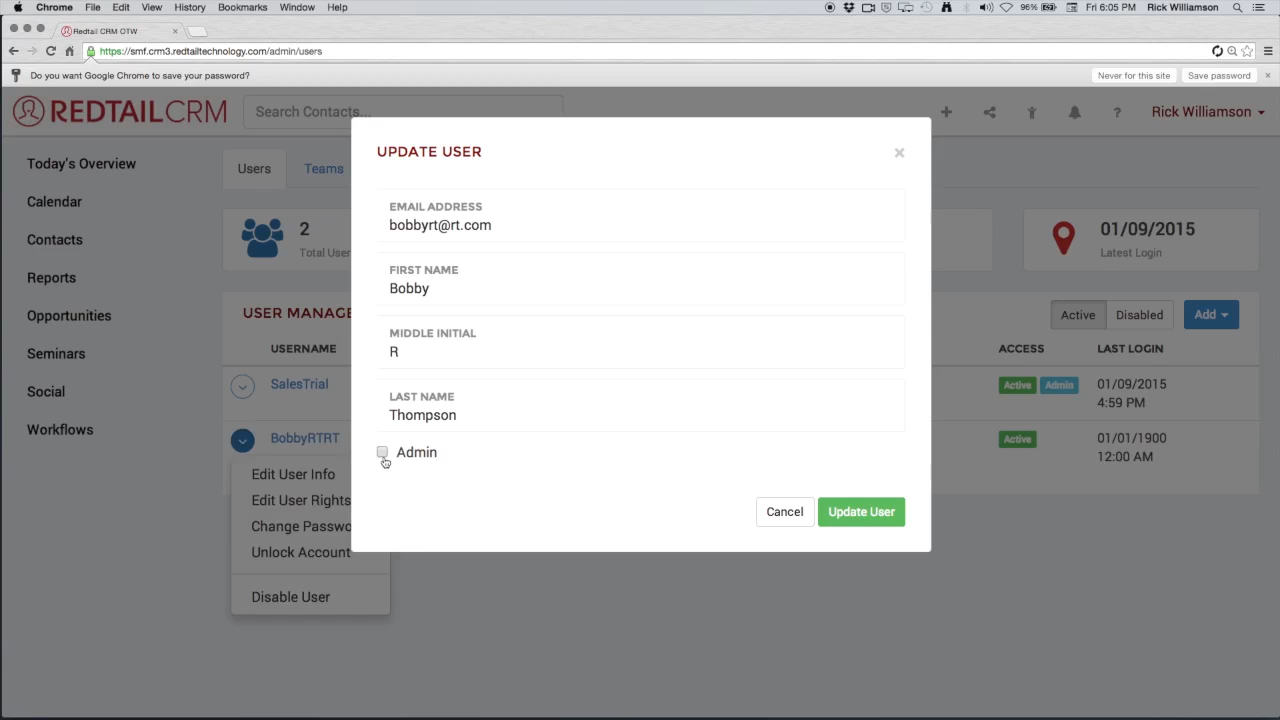 Chrome File Edit View History Bookmarks Window Help 96% Fri 6:05 PM Rick Williamson
Redtail CRM OTW
https://smf.crm3.redtailtechnology.com/admin/users
Do you want Google Chrome to save your password? Never for this site Save password
REDTAILCRM Search Contacts... ? Rick Williamson
Today's Overview
Calendar
Contacts
Reports
Opportunities
Seminars
Social
Workflows
Users Teams
2
Total User
01/09/2015
Latest Login
USER MANAGE
Active Disabled Add
USERNAME ACCESS LAST LOGIN
SalesTrial Active Admin 01/09/2015
4:59 PM
BobbyRTRT Active 01/01/1900
12:00 AM
Edit User Info
Edit User Rights
Change Passwo
Unlock Account
Disable User
UPDATE USER
EMAIL ADDRESS
bobbyrt@rt.com
FIRST NAME
Bobby
MIDDLE INITIAL
R
LAST NAME
Thompson
Admin
Cancel Update User